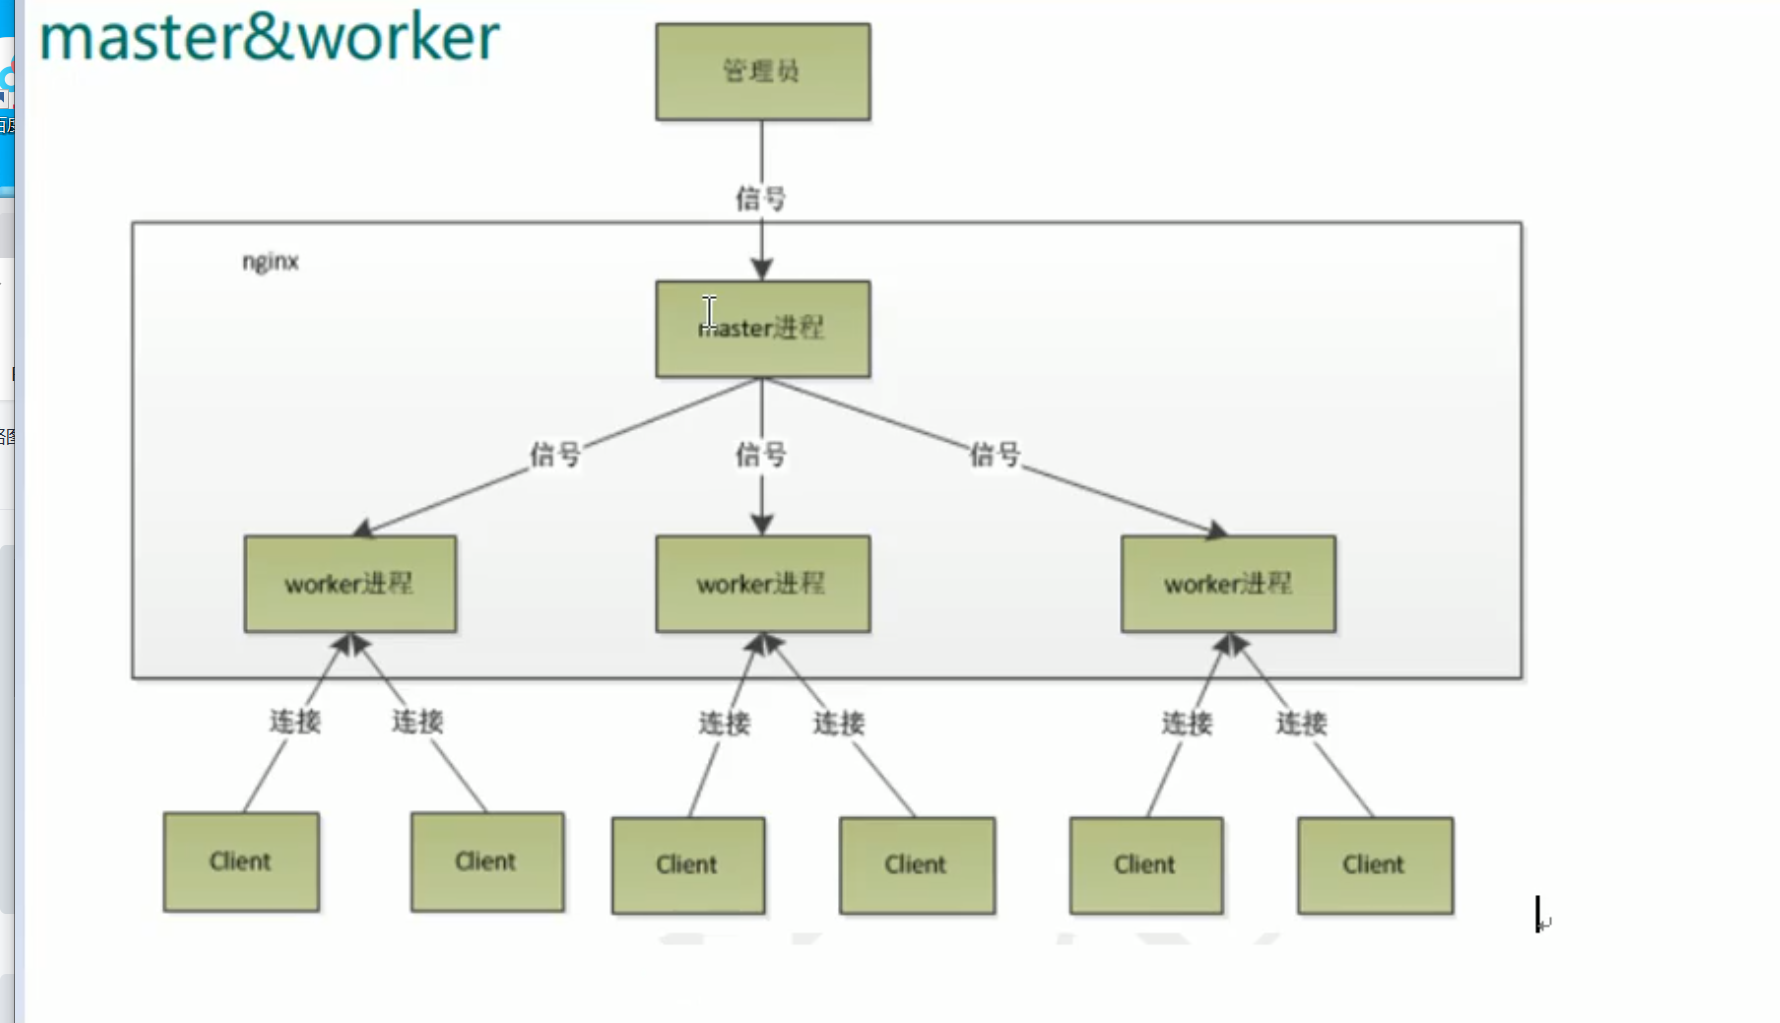 master&worker
管理员
信号
nginx
master进程
信号 信号 信号
worker进程 worker进程 worker进程
连接 连接 连接 连接 连接 连接
Client Client Client Client Client Client